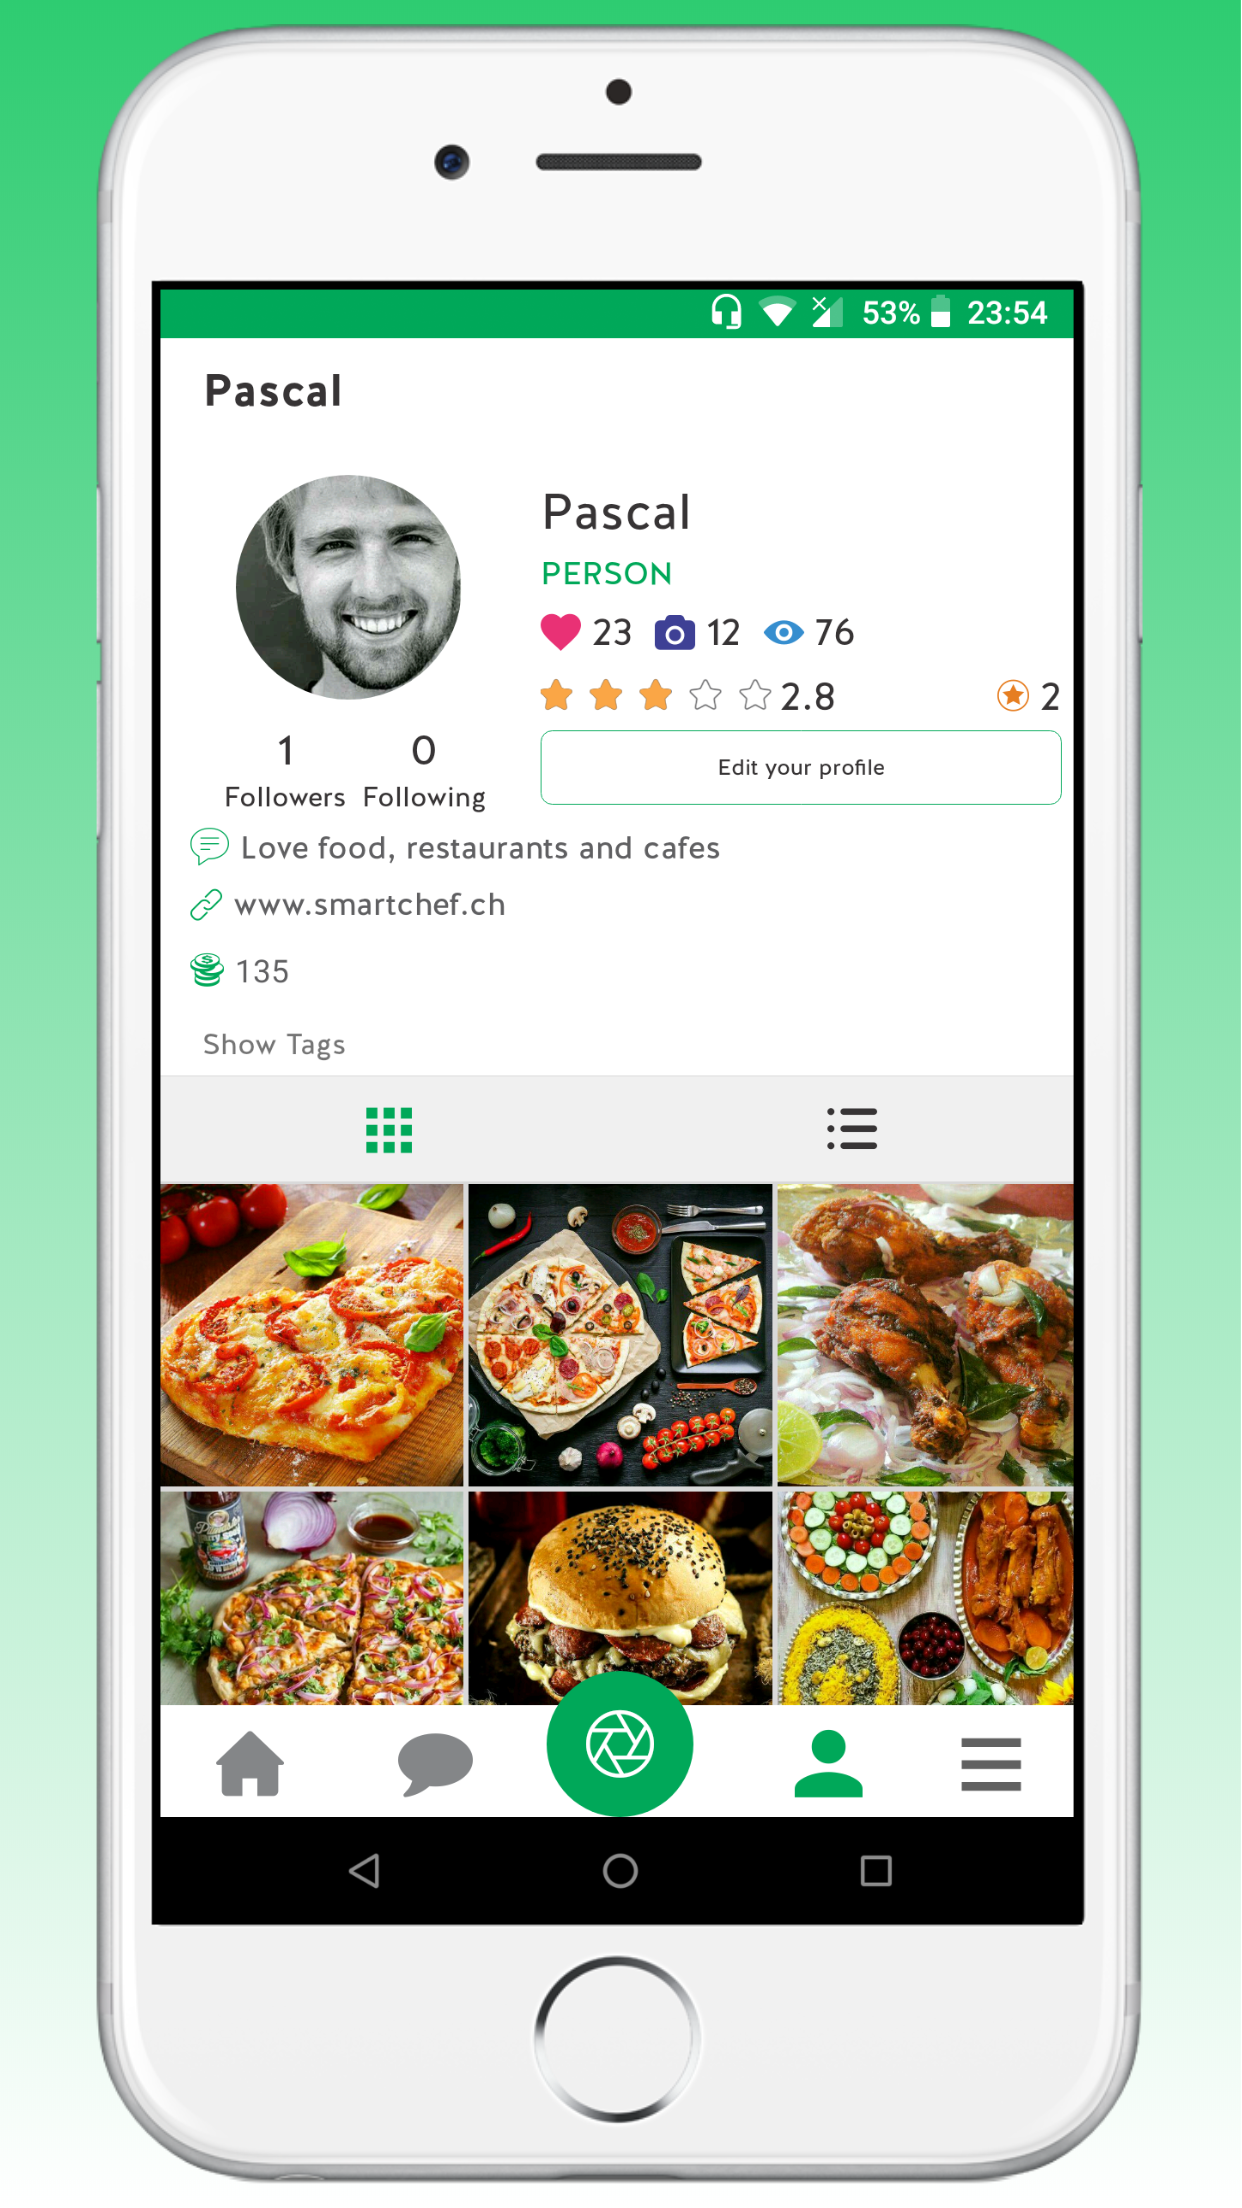 53% 23:54
Pascal
Pascal
PERSON
23 12 76
2.8 2
1 0
Followers Following
Edit your profile
Love food, restaurants and cafes
www.smartchef.ch
135
Show Tags